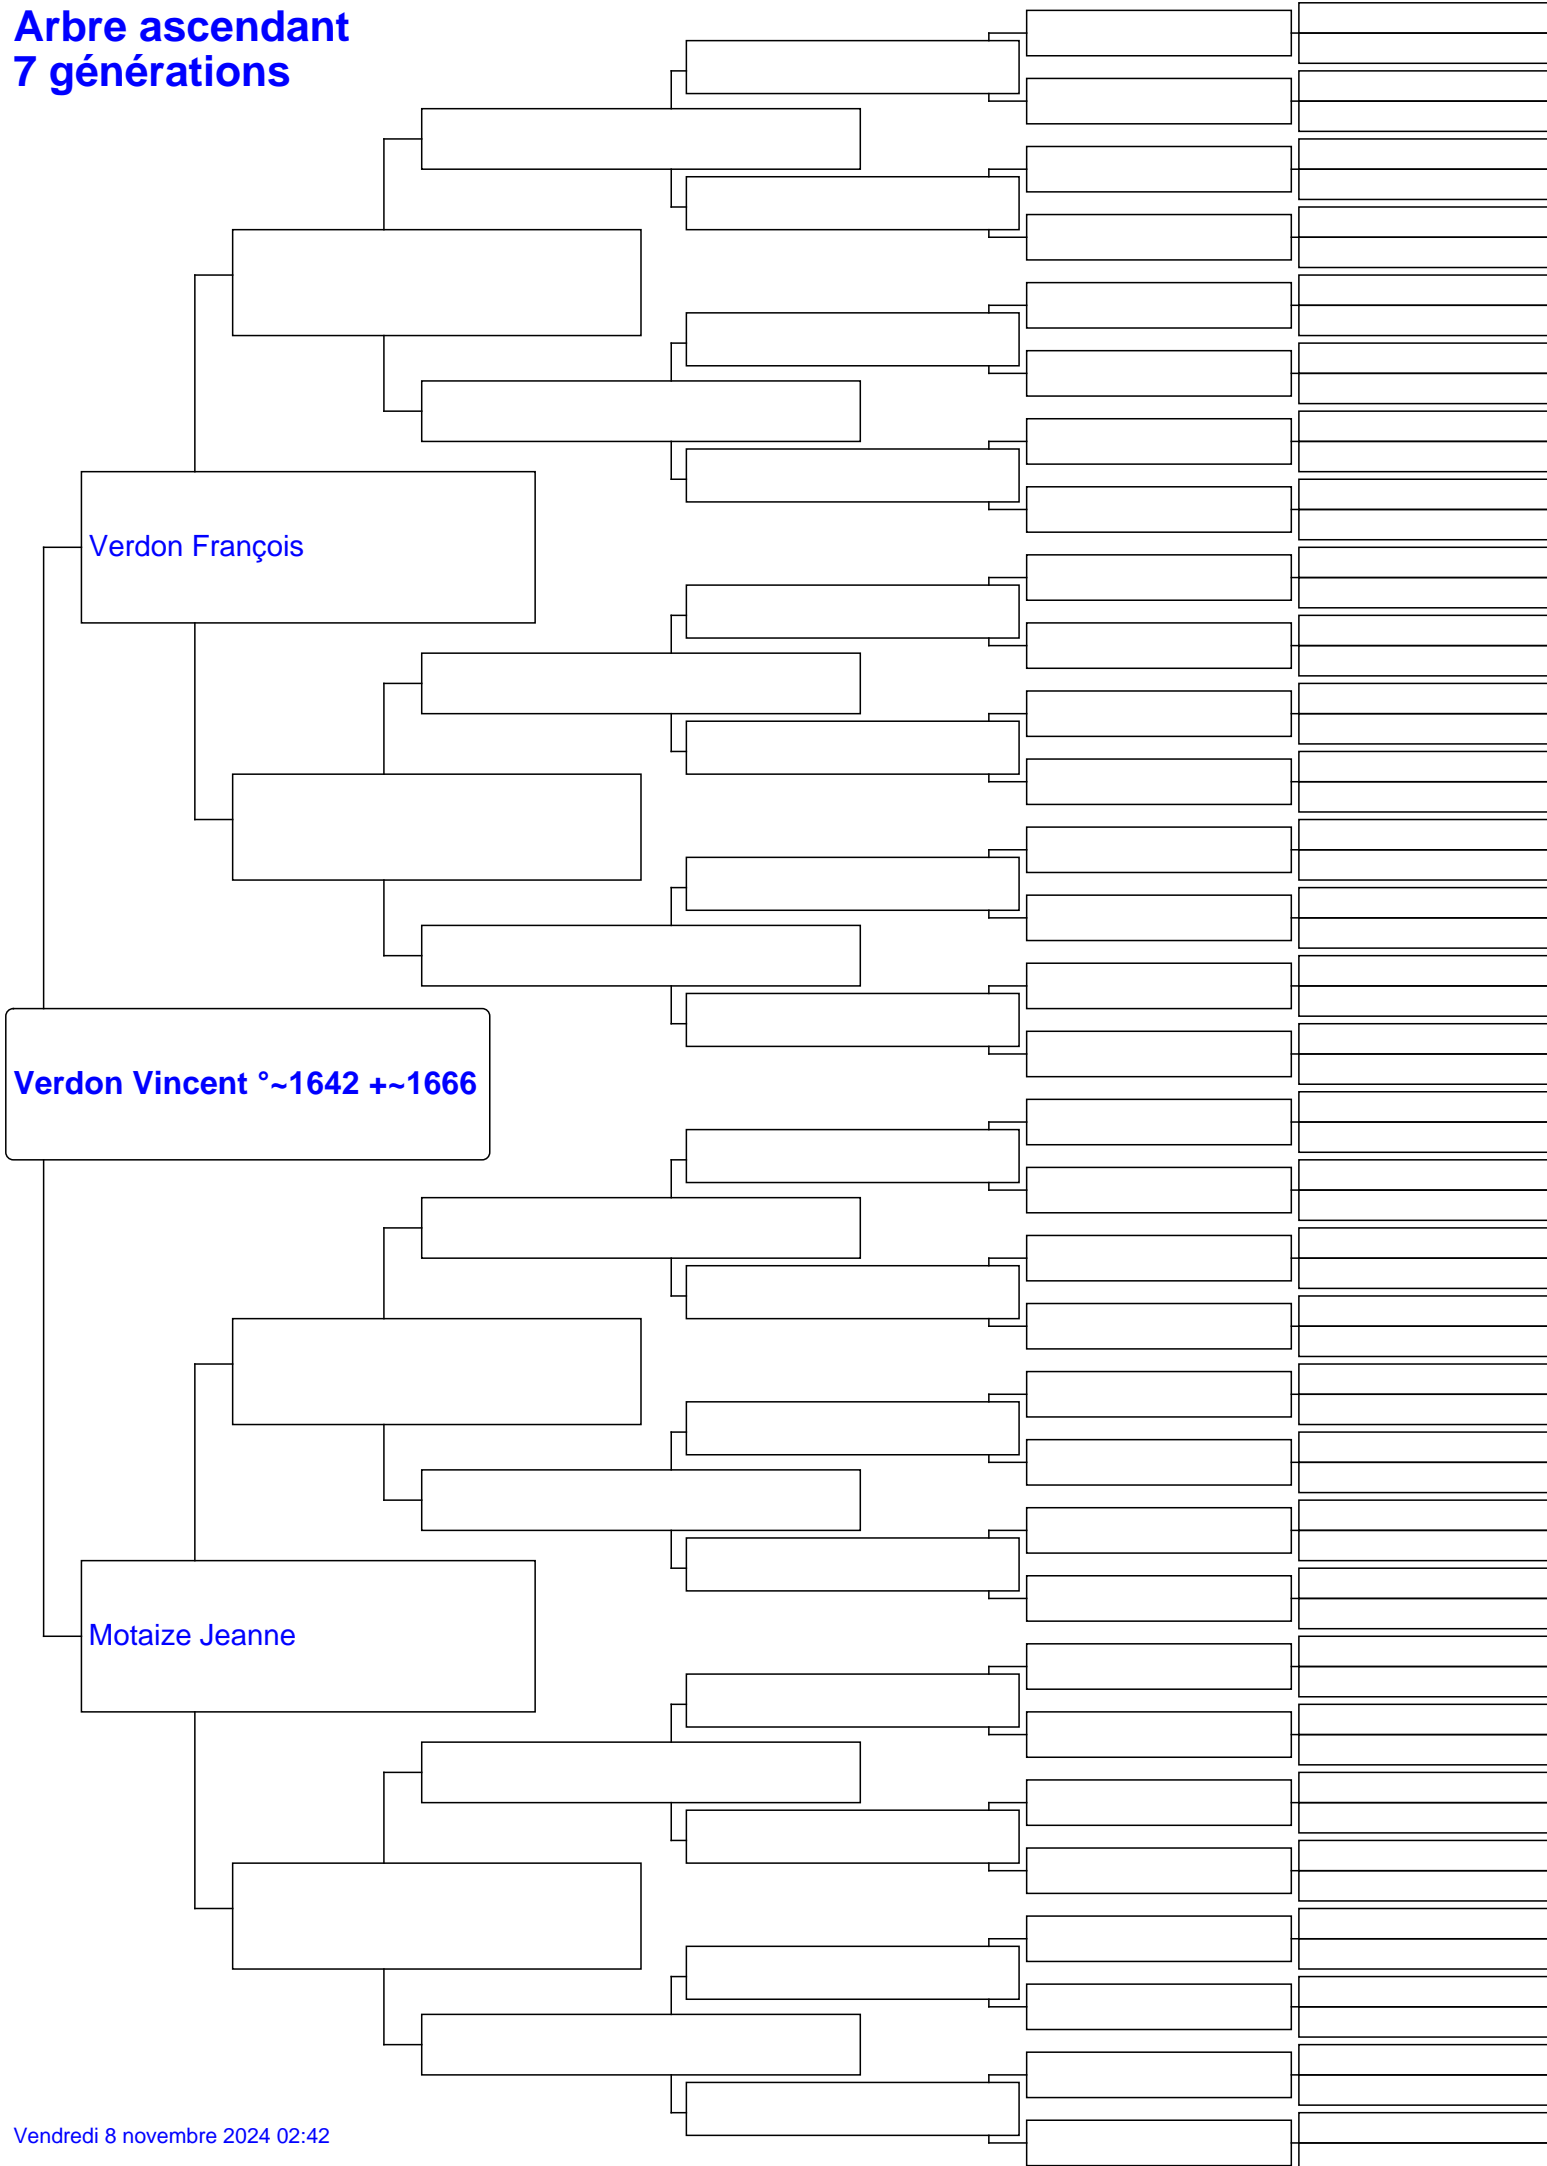 Arbre ascendant
7 générations
Verdon François
Verdon Vincent °~1642 +~1666
Motaize Jeanne
Vendredi 8 novembre 2024 02:42